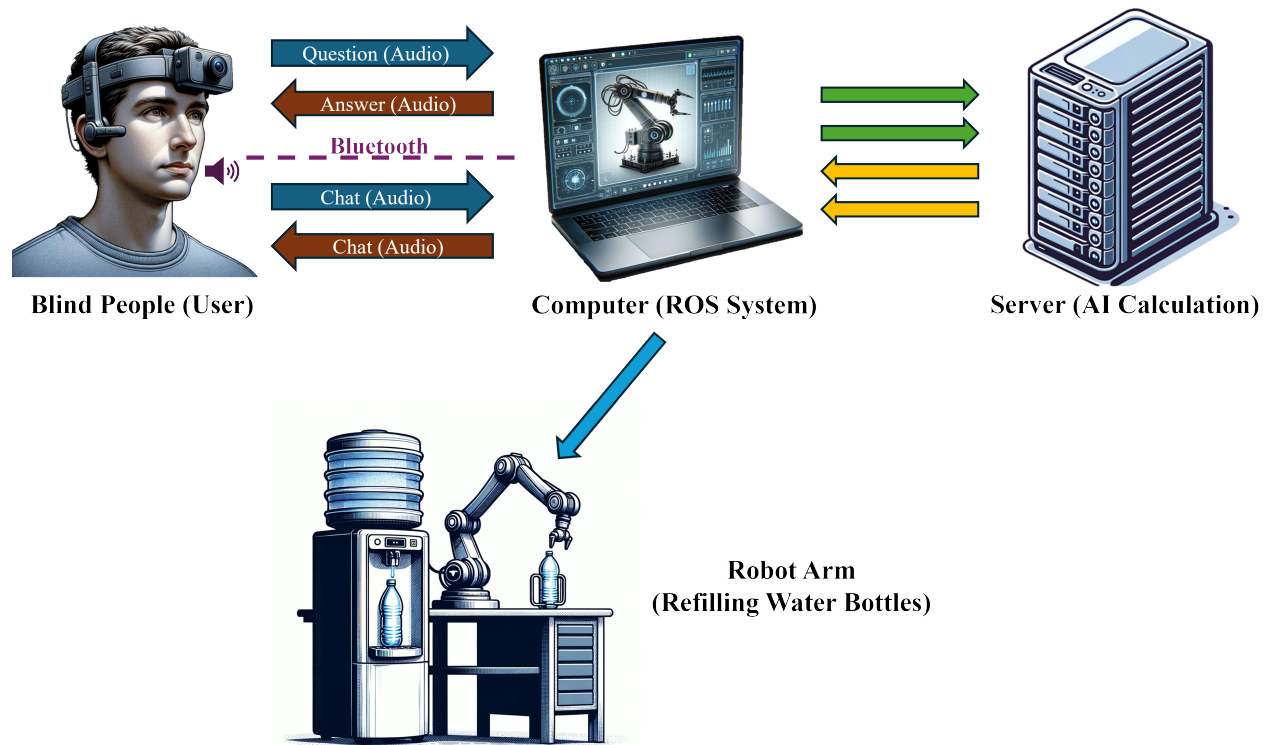 Question (Audio)
Answer (Audio)
Bluetooth
Chat (Audio)
Chat (Audio)
Blind People (User)
Computer (ROS System)
Server (AI Calculation)
Robot Arm
(Refilling Water Bottles)